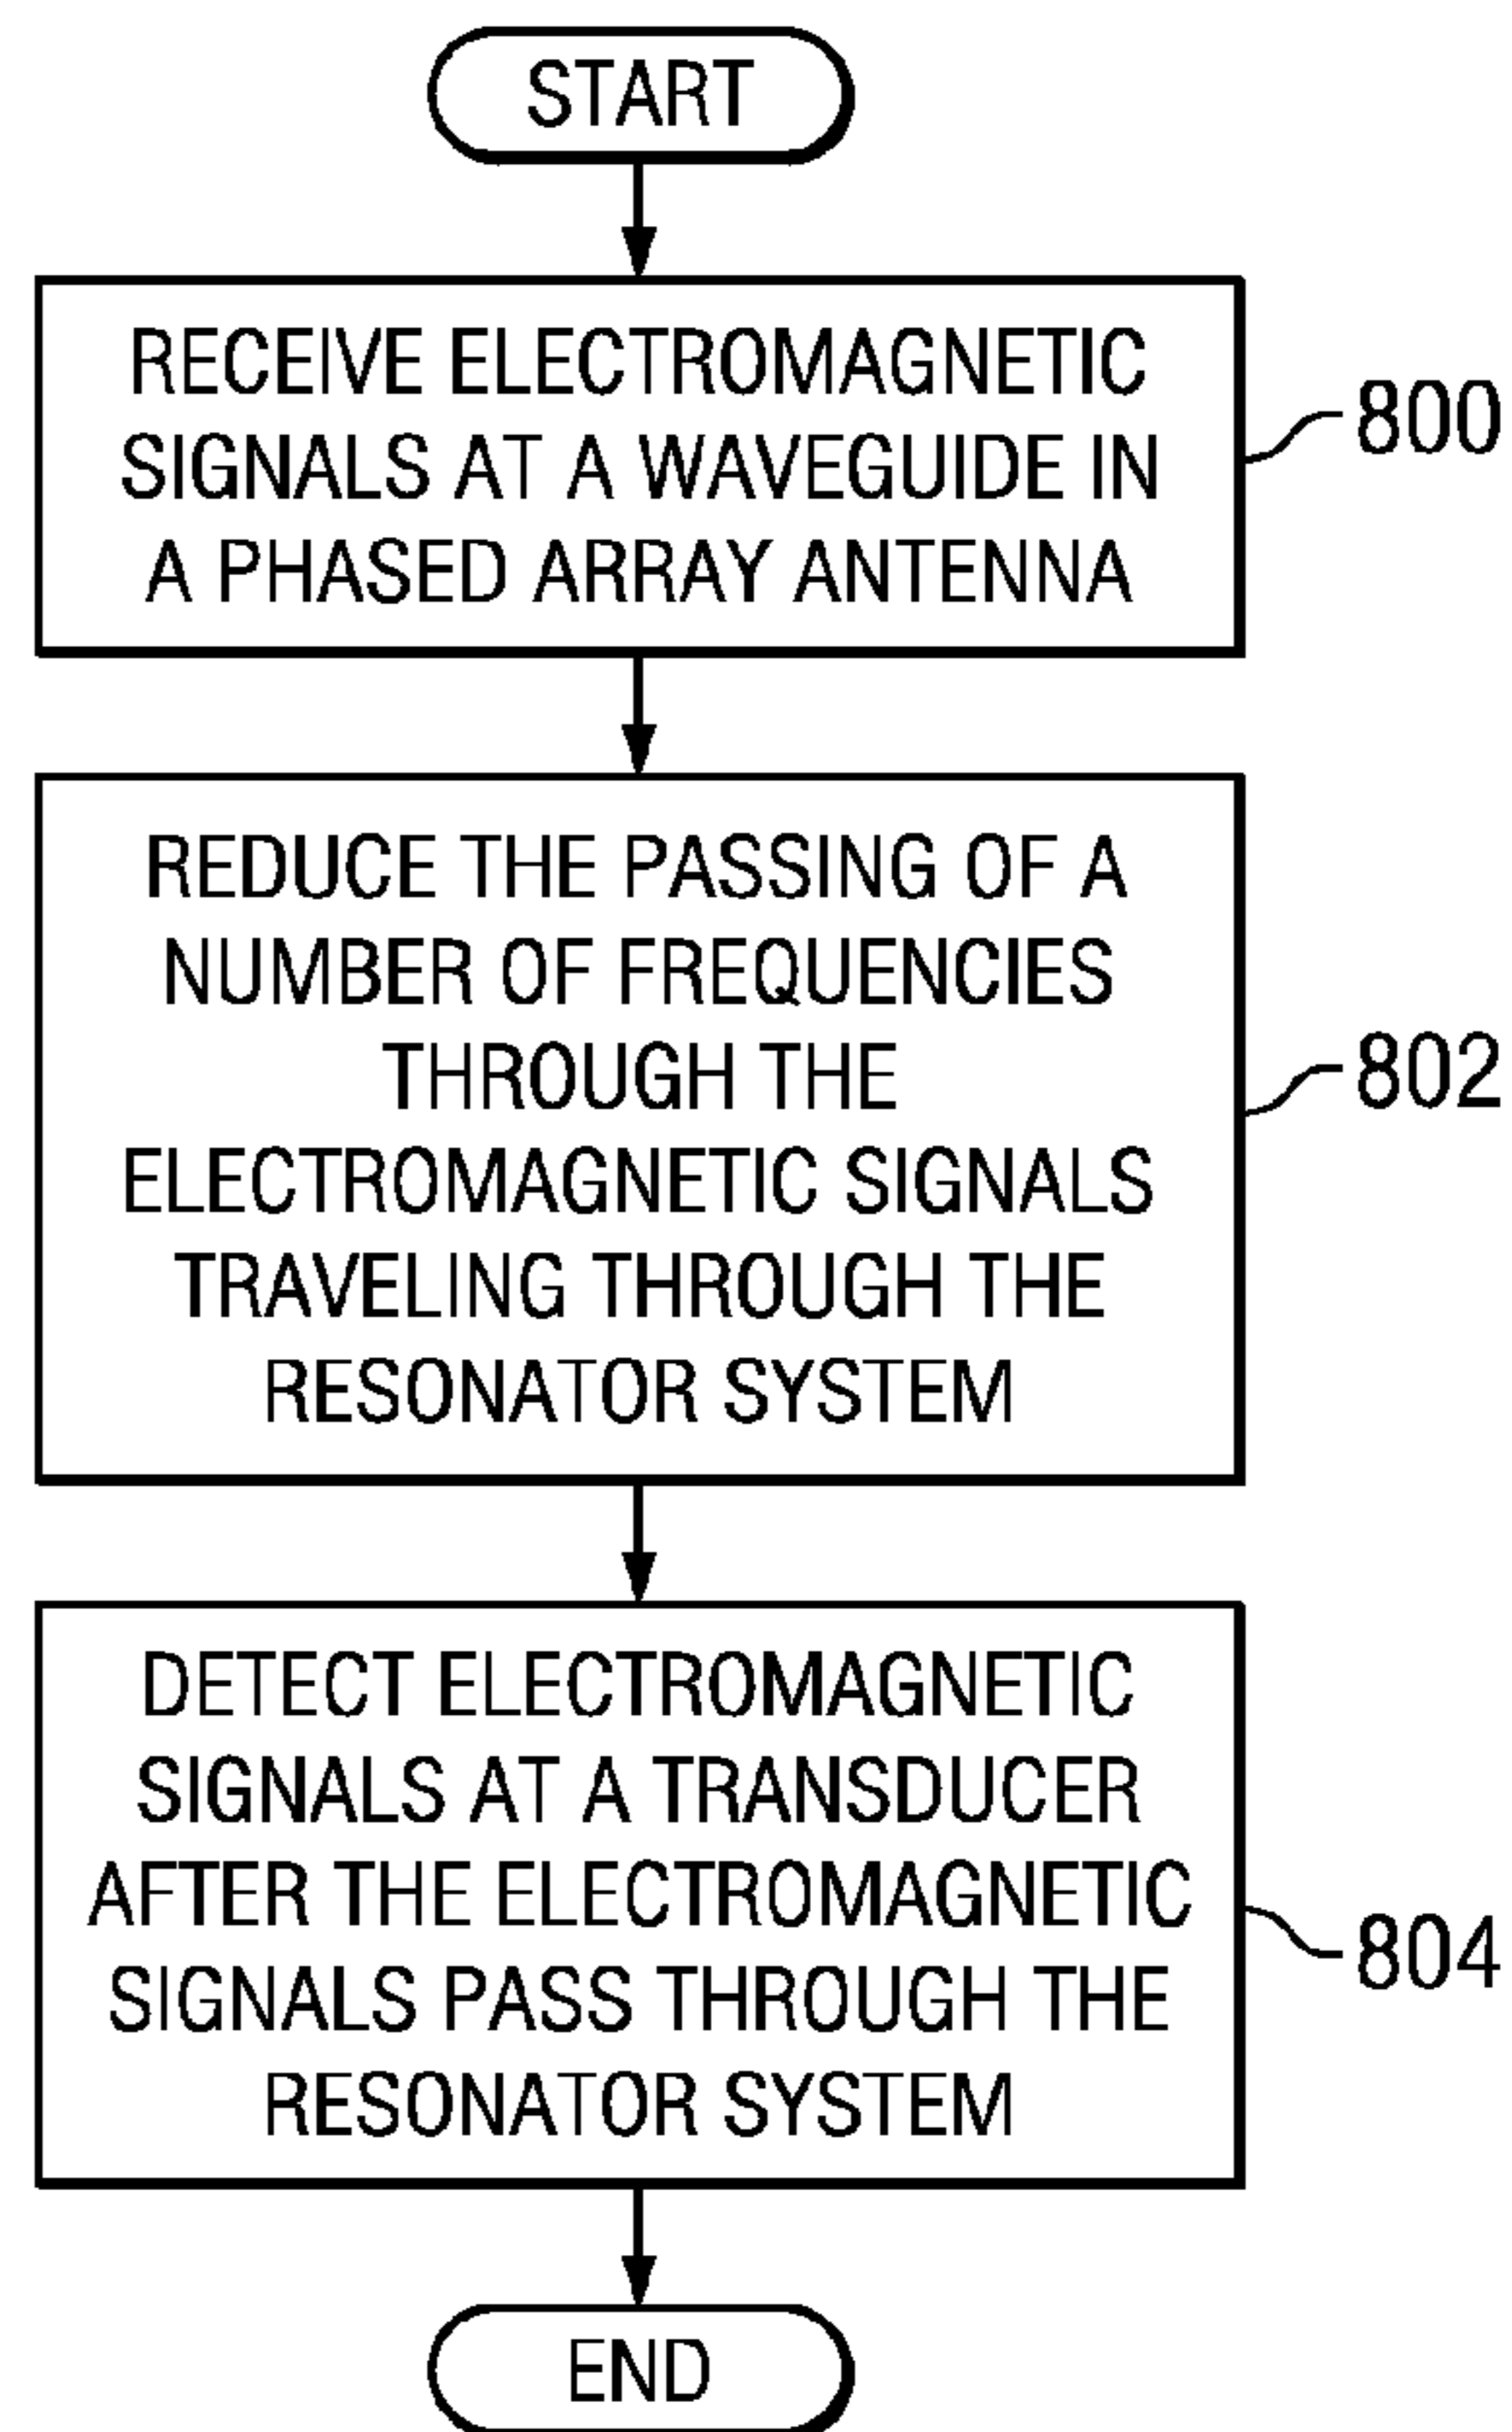 START
RECEIVE ELECTROMAGNETIC
SIGNALS AT A WAVEGUIDE IN
A PHASED ARRAY ANTENNA
800
REDUCE THE PASSING OF A
NUMBER OF FREQUENCIES
THROUGH THE
ELECTROMAGNETIC SIGNALS
TRAVELING THROUGH THE
RESONATOR SYSTEM
802
DETECT ELECTROMAGNETIC
SIGNALS AT A TRANSDUCER
AFTER THE ELECTROMAGNETIC
SIGNALS PASS THROUGH THE
RESONATOR SYSTEM
804
END